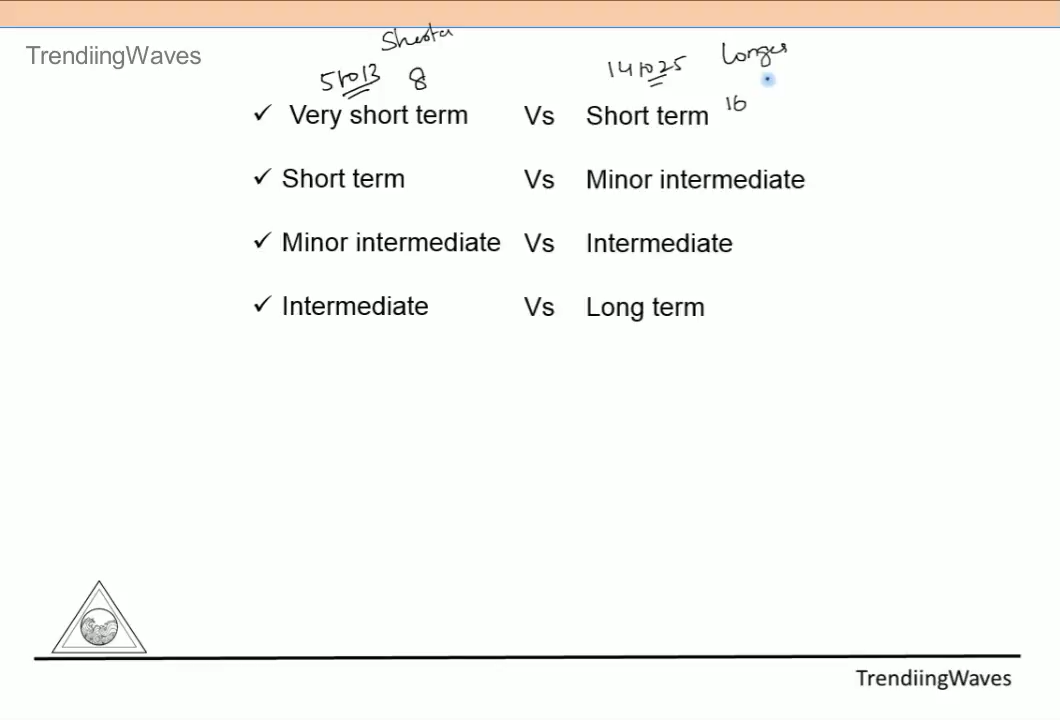 TrendiingWaves
Shorter
Longer
5 to 13 8
14 to 25
✓ Very short term Vs Short term 16
✓ Short term Vs Minor intermediate
✓ Minor intermediate Vs Intermediate
✓ Intermediate Vs Long term
TrendiingWaves